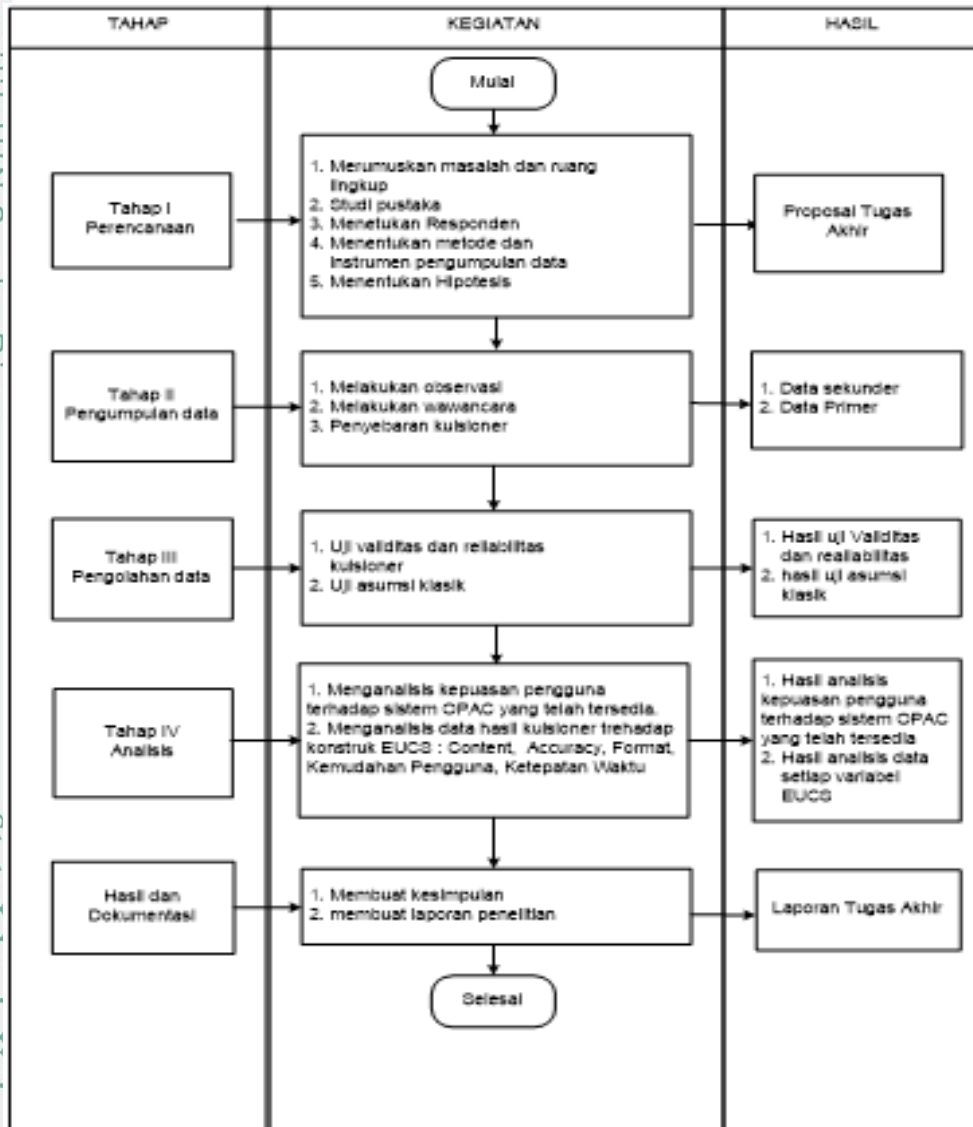 TAHAP
KEGIATAN
HASIL
Mulai
Tahap I
Perencanaan
1. Merumuskan masalah dan ruang
lingkup
2. Studi pustaka
3. Menetukan Responden
4. Menentukan metode dan
Instrumen pengumpulan data
5. Menentukan Hipotesis
Proposal Tugas
Akhir
Tahap II
Pengumpulan data
1. Melakukan observasi
2. Melakukan wawancara
3. Penyebaran kuisioner
1. Data sekunder
2. Data Primer
Tahap III
Pengolahan data
1. Uji validitas dan reliabilitas
kuisioner
2. Uji asumsi klasik
1. Hasil uji Validitas
dan realiabilitas
2. hasil uji asumsi
klasik
Tahap IV
Analisis
1. Menganalisis kepuasan pengguna
terhadap sistem OPAC yang telah tersedia.
2. Menganalisis data hasil kuisioner trehadap
konstruk EUCS : Content, Accuracy, Format,
Kemudahan Pengguna, Ketepatan Waktu
1. Hasil analisis
kepuasan pengguna
terhadap sistem OPAC
yang telah tersedia
2. Hasil analisis data
setiap variabel
EUCS
Hasil dan
Dokumentasi
1. Membuat kesimpulan
2. membuat laporan penelitian
Laporan Tugas Akhir
Selesai